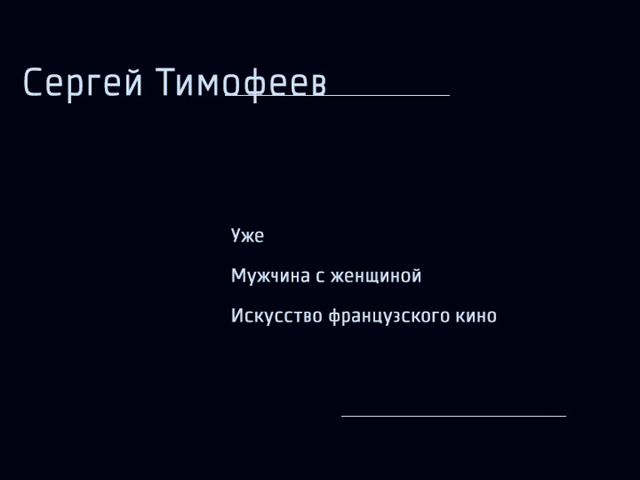 Сергей Тимофеев
Уже
Мужчина с женщиной
Искусство французского кино